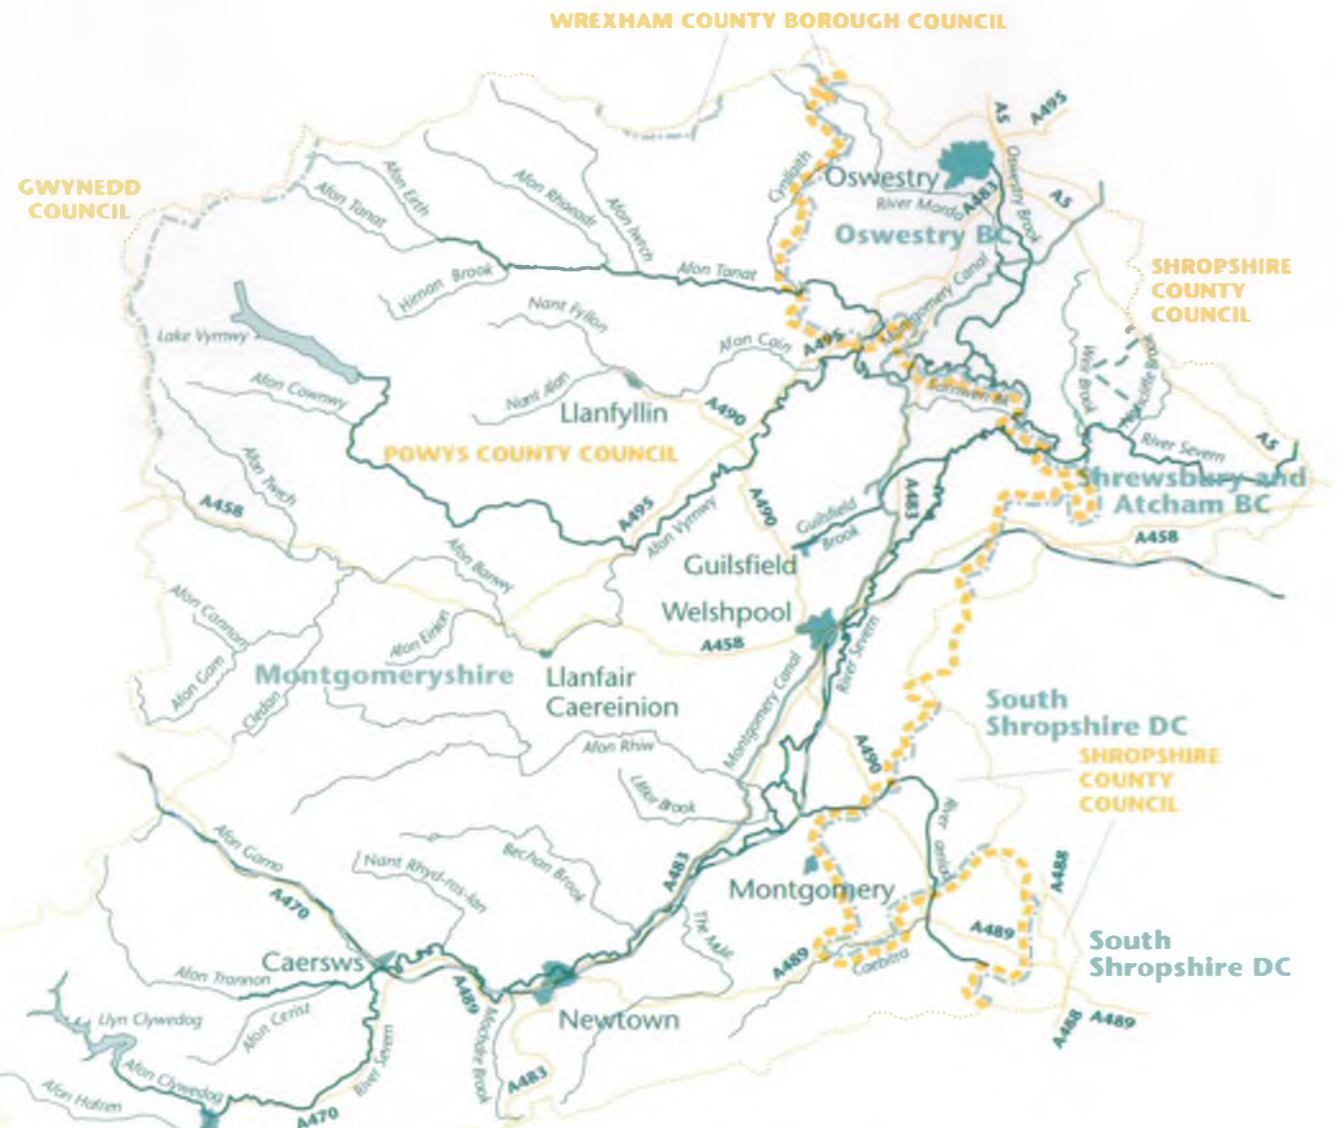 WREXHAM COUNTY BOROUGH COUNCIL
A5
A495
GWYNEDD
COUNCIL
Afon Eirth
Afon Tanat
Afon Rhaeadr
Afon Iwrch
Cynllaith
Oswestry
River Morda
A483
Oswestry Brook
A5
Oswestry BC
SHROPSHIRE
COUNTY
COUNCIL
Hirnan Brook
Afon Tanat
Montgomery Canal
Nant Fyllon
Lake Vyrnwy
Afon Cain
A495
Montgomery Canal
Weir Brook
Afon Cownwy
Nant Alan
Llanfyllin
A490
POWYS COUNTY COUNCIL
River Severn
A5
Afon Twrch
A458
A495
Afon Vyrnwy
A490
Guilsfield
Brook
A483
Shrewsbury and
Atcham BC
A458
Afon Banwy
Guilsfield
Welshpool
A458
River Severn
Afon Cannon
Afon Gam
Afon Einion
Montgomeryshire
Cledan
Llanfair
Caereinion
Montgomery Canal
South
Shropshire DC
SHROPSHIRE
COUNTY
COUNCIL
Afon Rhiw
A490
Afon Garno
A470
Nant Rhyd-ros-lan
Bechan Brook
A483
Montgomery
The Mule
A488
A489
A489
Caebitra
South
Shropshire DC
Caersws
Afon Trannon
A489
Afon Cerist
Newtown
Llyn Clywedog
Mochdre Brook
River Severn
A488
A489
Afon Clywedog
Afon Hafren
A470
A483